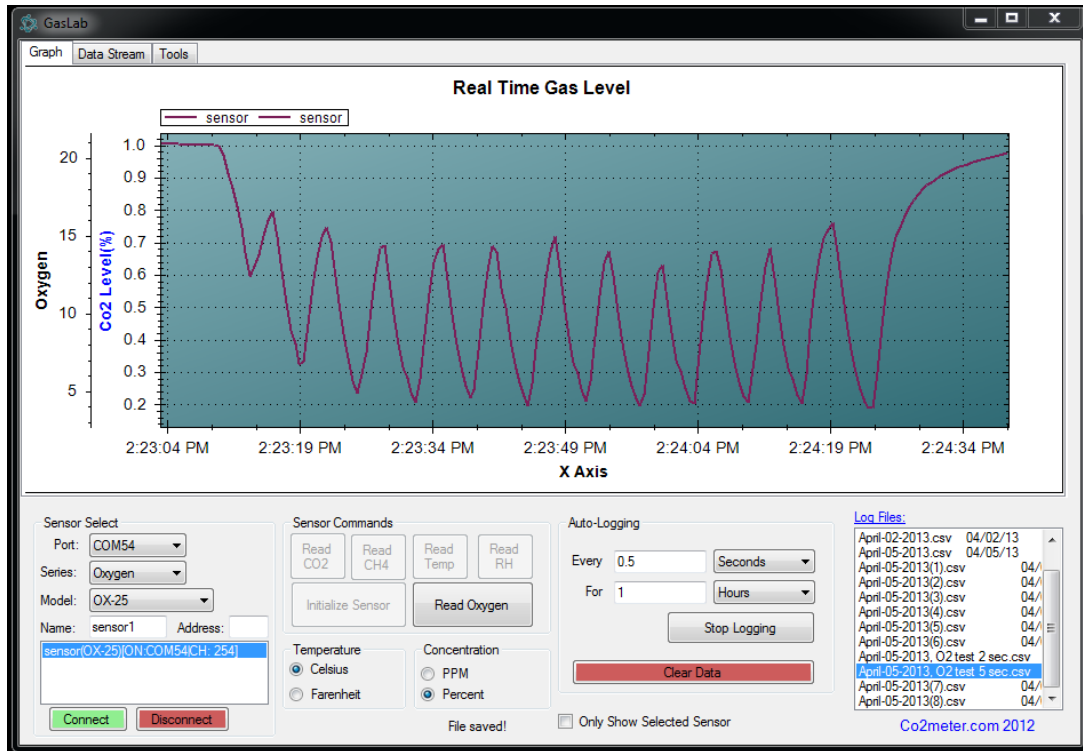 GasLab
Graph Data Stream Tools
Real Time Gas Level
sensor sensor
Oxygen
20
15
10
5
Co2 Level(%)
1.0
0.9
0.8
0.7
0.6
0.5
0.4
0.3
0.2
2:23:04 PM 2:23:19 PM 2:23:34 PM 2:23:49 PM 2:24:04 PM 2:24:19 PM 2:24:34 PM
X Axis
Sensor Select
Port: COM54
Series: Oxygen
Model: OX-25
Name: sensor1 Address:
sensor(OX-25)[ON:COM54[CH: 254]
Connect Disconnect
Sensor Commands
Read CO2
Read CH4
Read Temp
Read RH
Initialize Sensor Read Oxygen
Temperature
Celsius
Farenheit
Concentration
PPM
Percent
File saved!
Auto-Logging
Every 0.5 Seconds
For 1 Hours
Stop Logging
Clear Data
Only Show Selected Sensor
Log Files:
April-02-2013.csv 04/02/13
April-05-2013.csv 04/05/13
April-05-2013(1).csv 04/
April-05-2013(2).csv 04/
April-05-2013(3).csv 04/
April-05-2013(4).csv 04/
April-05-2013(5).csv 04/
April-05-2013(6).csv 04/
April-05-2013, O2 test 2 sec.csv
April-05-2013, O2 test 5 sec.csv
April-05-2013(7).csv 04/
April-05-2013(8).csv 04/
Co2meter.com 2012